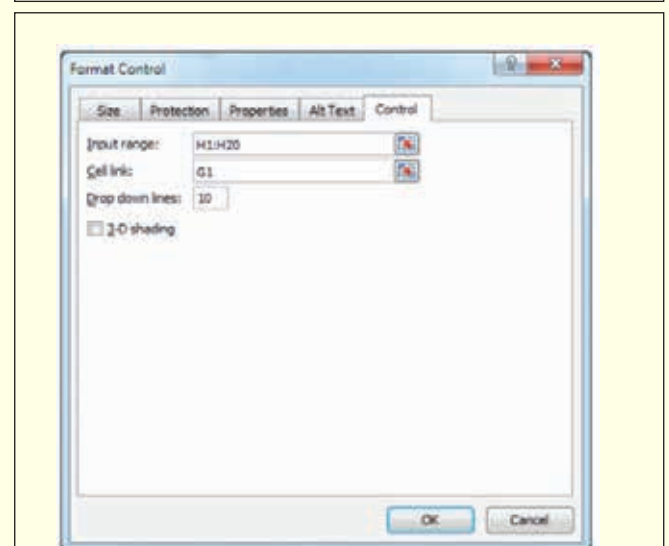 Format Control
Size Protection Properties Alt Text Control
Input range: H1:H20
Cell link: G1
Drop down lines: 10
3-D shading
OK Cancel